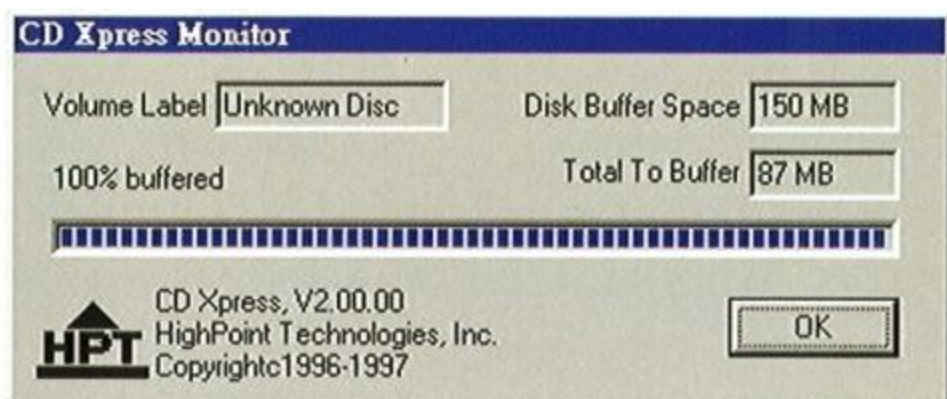 CD Xpress Monitor
Volume Label Unknown Disc
Disk Buffer Space 150 MB
100% buffered
Total To Buffer 87 MB
CD Xpress, V2.00.00
HPT
HighPoint Technologies, Inc.
Copyrightc1996-1997
OK